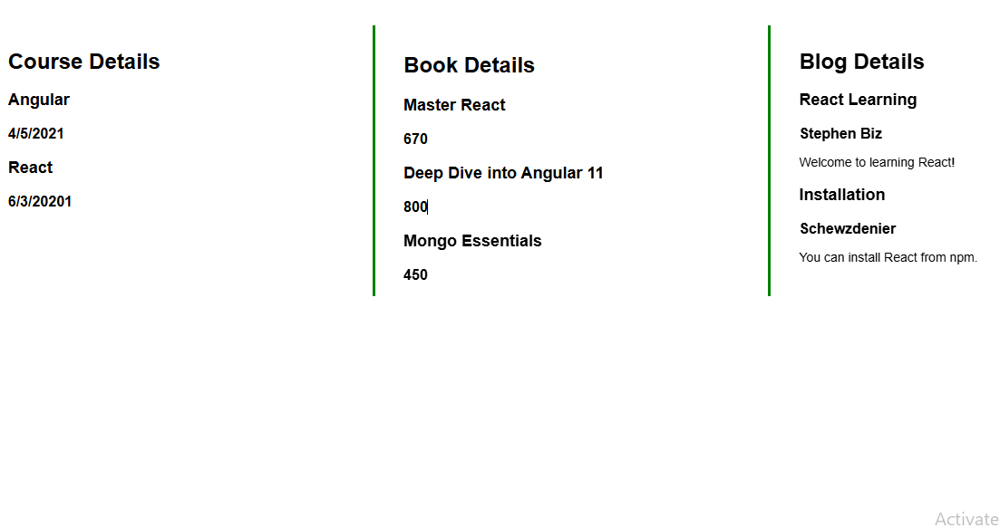 Course Details
Angular
4/5/2021
React
6/3/20201
Book Details
Master React
670
Deep Dive into Angular 11
800
Mongo Essentials
450
Blog Details
React Learning
Stephen Biz
Welcome to learning React!
Installation
Schewzdenier
You can install React from npm.
Activate